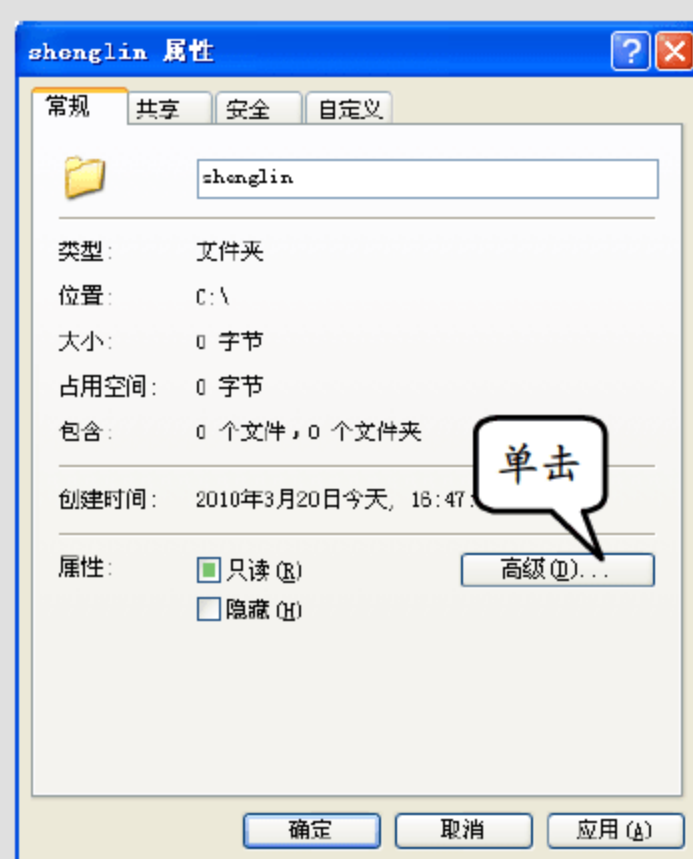 shenglin 属性
常规 共享 安全 自定义
shenglin
类型: 文件夹
位置: C:\
大小: 0 字节
占用空间: 0 字节
包含: 0 个文件，0 个文件夹
单击
创建时间: 2010年3月20日今天, 16:47:
属性: 只读(R) 高级(D)...
隐藏(H)
确定 取消 应用(A)